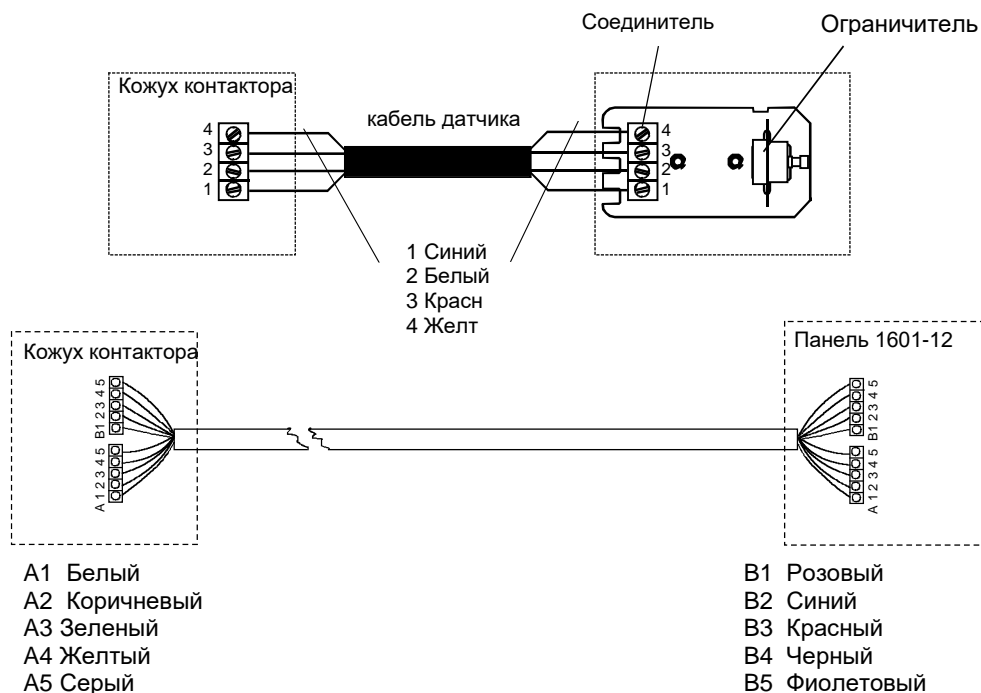 Соединитель
Ограничитель
Кожух контактора
кабель датчика
4
3
2
1
4
3
2
1
1 Синий
2 Белый
3 Красн
4 Желт
Кожух контактора
Панель 1601-12
B1 2 3 4 5
A 1 2 3 4 5
B1 2 3 4 5
A 1 2 3 4 5
A1 Белый
A2 Коричневый
A3 Зеленый
A4 Желтый
A5 Серый
B1 Розовый
B2 Синий
B3 Красный
B4 Черный
B5 Фиолетовый